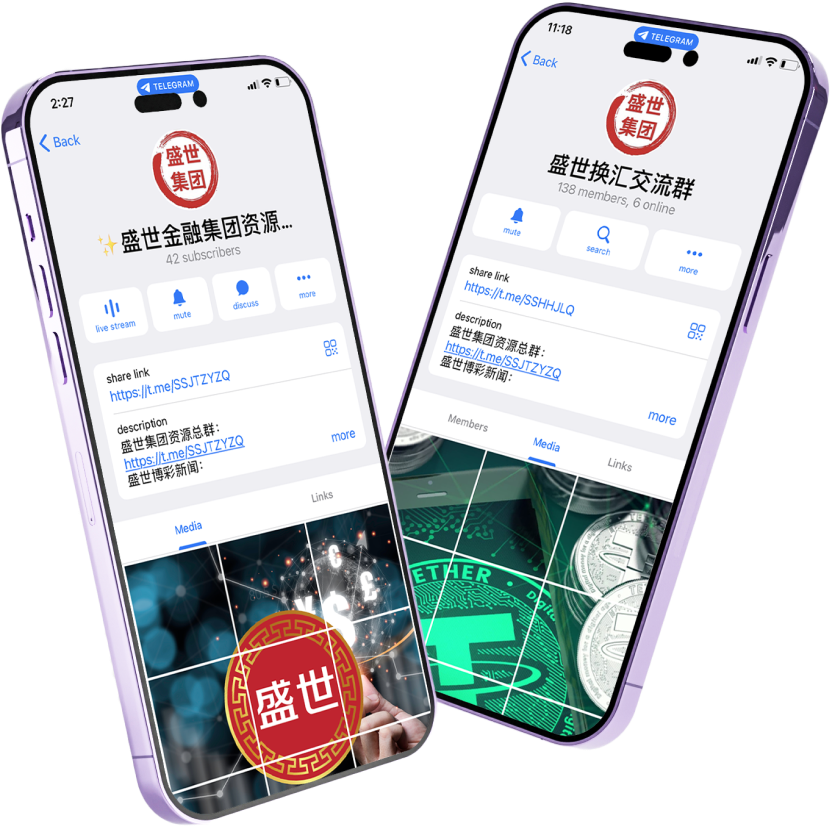 2:27
TELEGRAM
Back
盛世
集团
✨盛世金融集团资源...
42 subscribers
live stream
mute
discuss
more
share link
https://t.me/SSJTZYZQ
description
盛世集团资源总群：
https://t.me/SSJTZYZQ
盛世博彩新闻：
more
Media
Links
¥
$
€
£
盛世
11:18
TELEGRAM
Back
盛世
集团
盛世换汇交流群
138 members, 6 online
mute
search
more
share link
https://t.me/SSHHJLQ
description
盛世集团资源总群：
https://t.me/SSJTZYZQ
盛世博彩新闻：
more
Members
Media
Links
ETHER • Digit